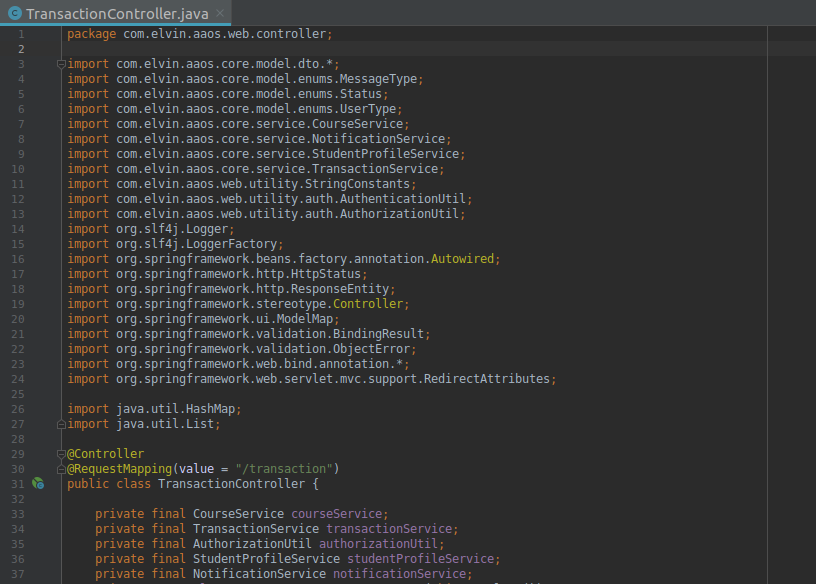 TransactionController.java
1 package com.elvin.aaos.web.controller;
2
3 import com.elvin.aaos.core.model.dto.*;
4 import com.elvin.aaos.core.model.enums.MessageType;
5 import com.elvin.aaos.core.model.enums.Status;
6 import com.elvin.aaos.core.model.enums.UserType;
7 import com.elvin.aaos.core.service.CourseService;
8 import com.elvin.aaos.core.service.NotificationService;
9 import com.elvin.aaos.core.service.StudentProfileService;
10 import com.elvin.aaos.core.service.TransactionService;
11 import com.elvin.aaos.web.utility.StringConstants;
12 import com.elvin.aaos.web.utility.auth.AuthenticationUtil;
13 import com.elvin.aaos.web.utility.auth.AuthorizationUtil;
14 import org.slf4j.Logger;
15 import org.slf4j.LoggerFactory;
16 import org.springframework.beans.factory.annotation.Autowired;
17 import org.springframework.http.HttpStatus;
18 import org.springframework.http.ResponseEntity;
19 import org.springframework.stereotype.Controller;
20 import org.springframework.ui.ModelMap;
21 import org.springframework.validation.BindingResult;
22 import org.springframework.validation.ObjectError;
23 import org.springframework.web.bind.annotation.*;
24 import org.springframework.web.servlet.mvc.support.RedirectAttributes;
25
26 import java.util.HashMap;
27 import java.util.List;
28
29 @Controller
30 @RequestMapping(value = "/transaction")
31 public class TransactionController {
32
33 private final CourseService courseService;
34 private final TransactionService transactionService;
35 private final AuthorizationUtil authorizationUtil;
36 private final StudentProfileService studentProfileService;
37 private final NotificationService notificationService;